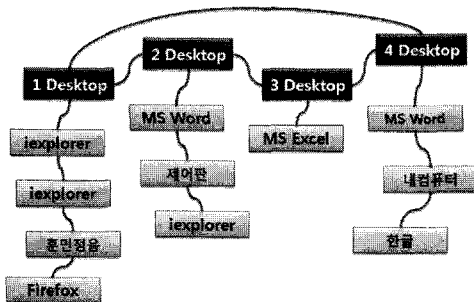 1 Desktop
2 Desktop
3 Desktop
4 Desktop
iexplorer
iexplorer
훈민정음
Firefox
MS Word
제어판
iexplorer
MS Excel
MS Word
내컴퓨터
한글